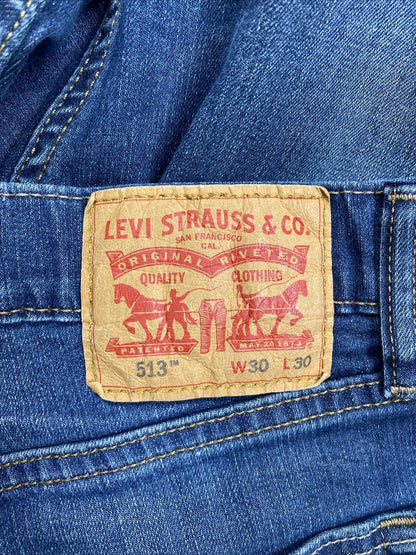 LEVI STRAUSS & CO.
SAN FRANCISCO
CAL.
ORIGINAL RIVETED
QUALITY CLOTHING
PATENTED MAY 20 1873
513™ W30 L30